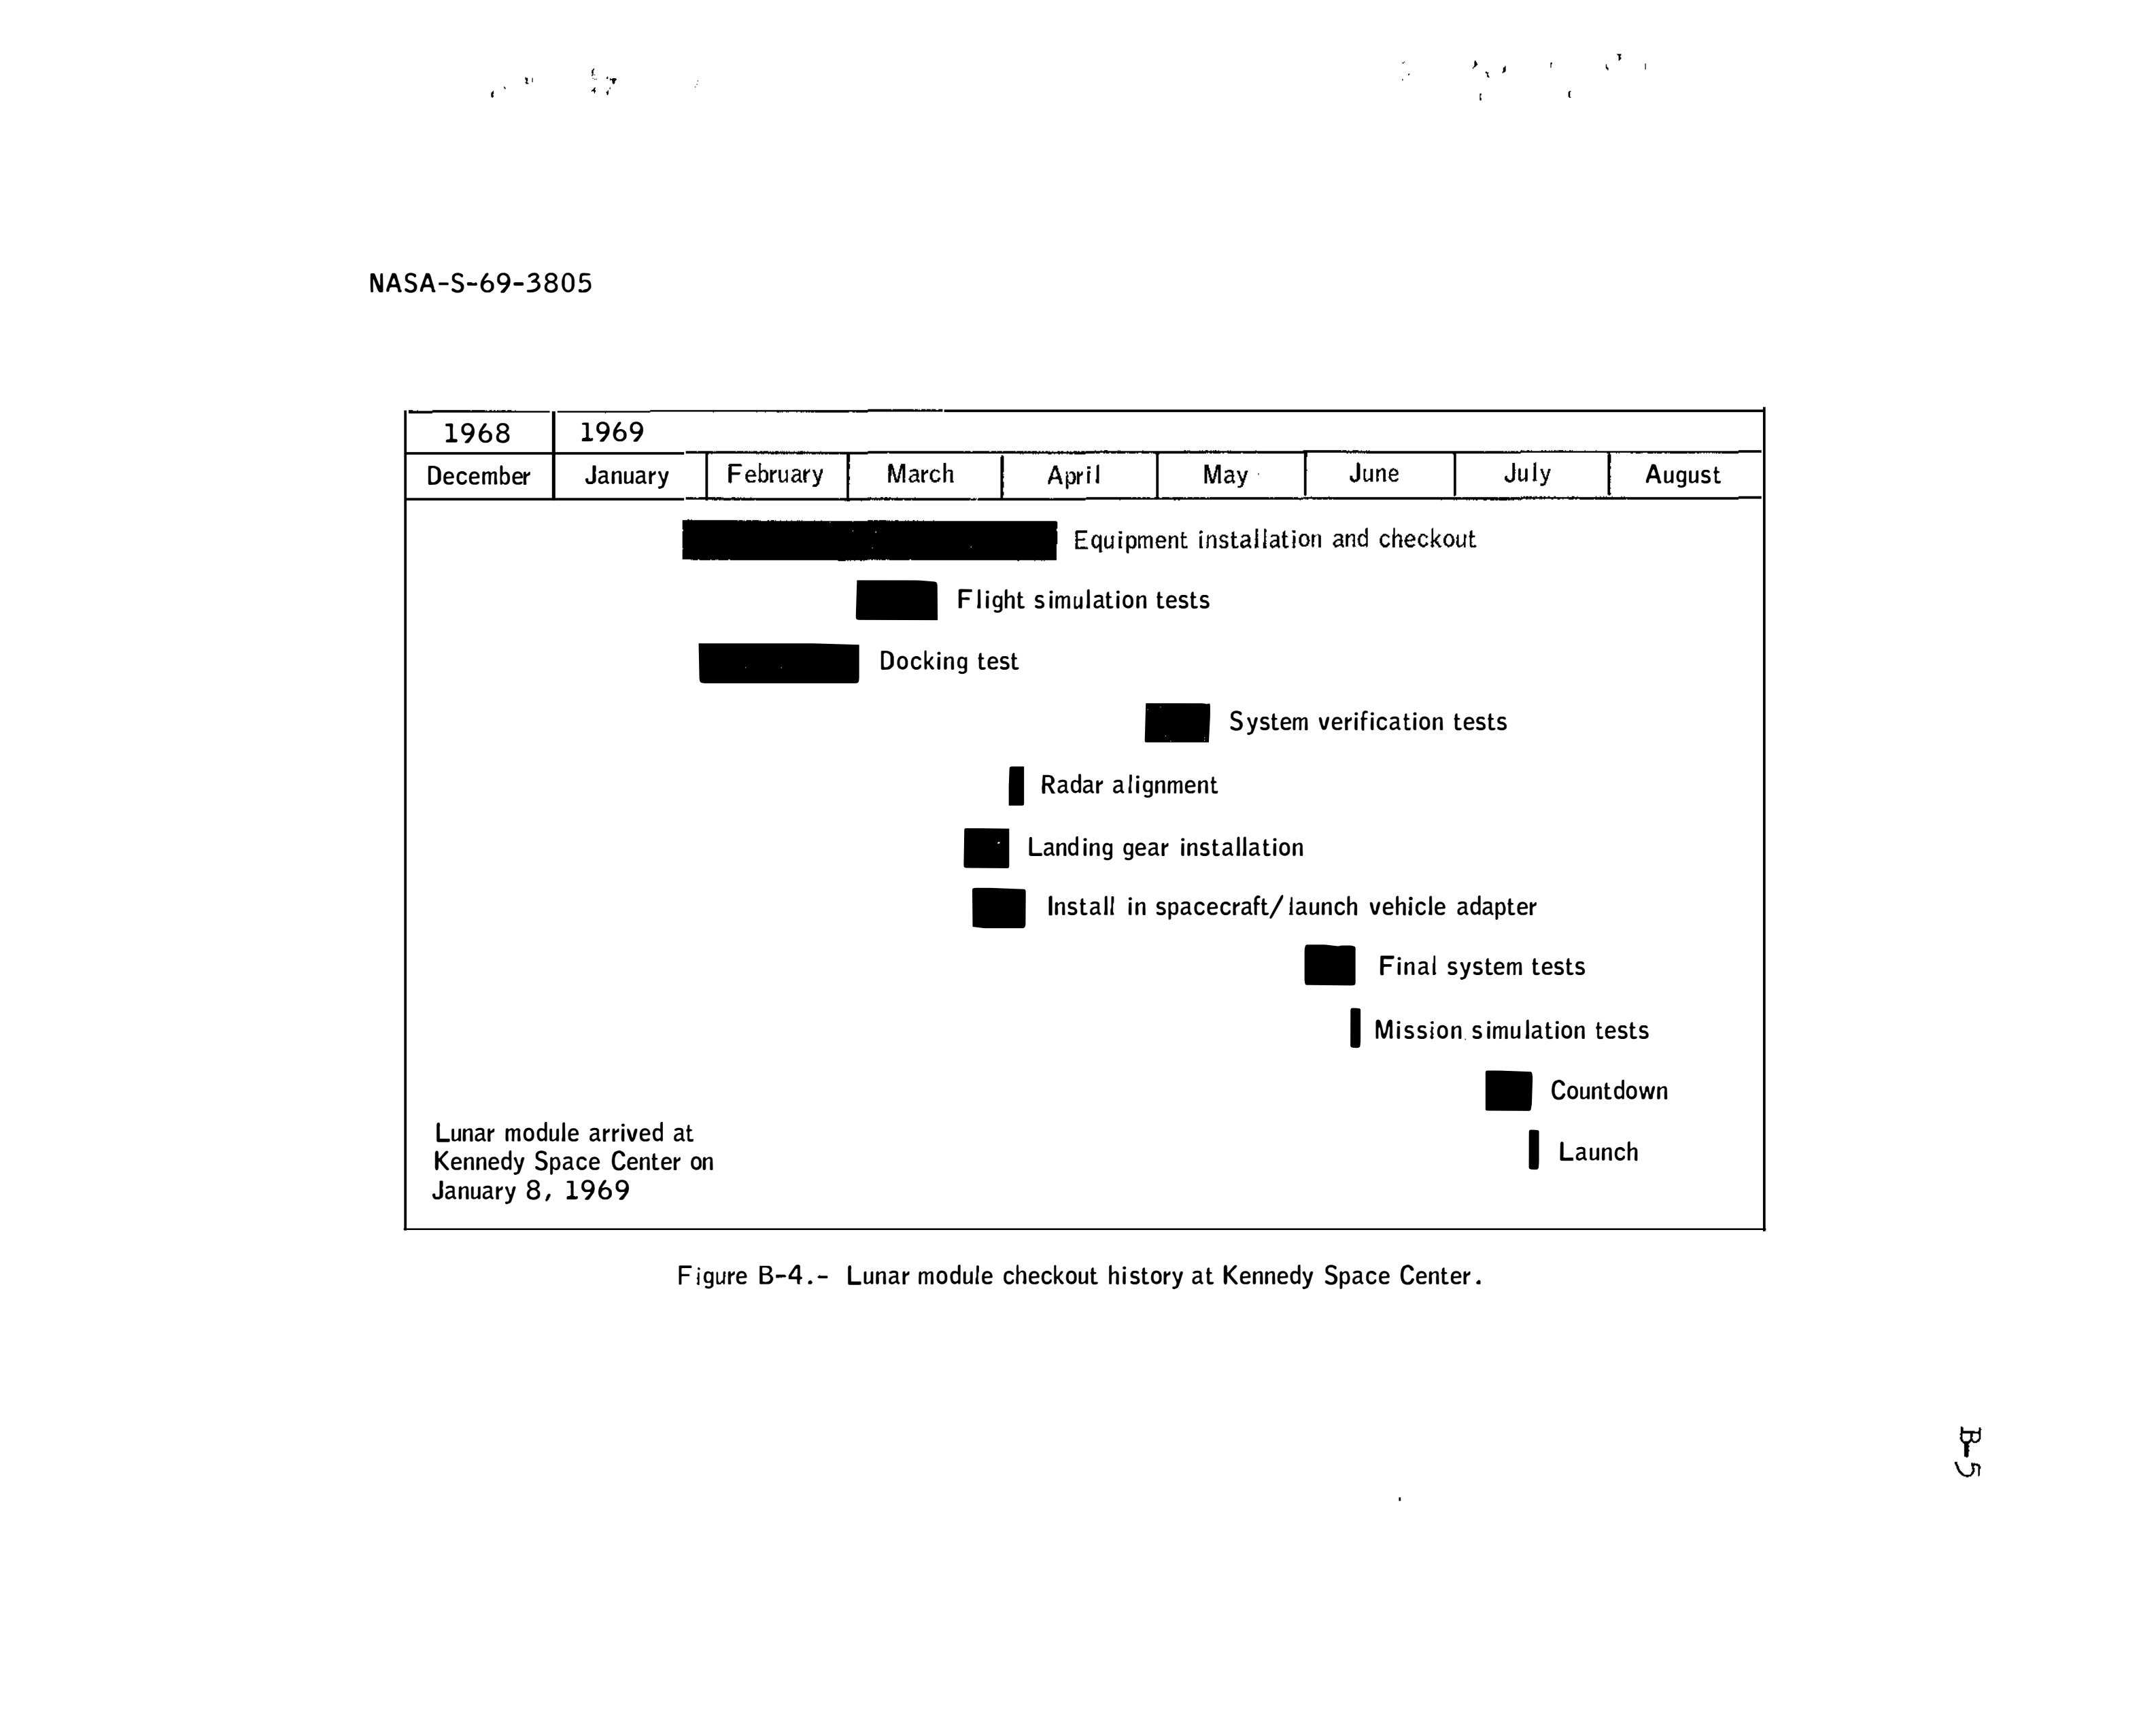 NASA-S-69-3805
1968 1969
December January February March April May June July August
Equipment installation and checkout
Flight simulation tests
Docking test
System verification tests
Radar alignment
Landing gear installation
Install in spacecraft/launch vehicle adapter
Final system tests
Mission simulation tests
Countdown
Launch
Lunar module arrived at
Kennedy Space Center on
January 8, 1969
Figure B-4.- Lunar module checkout history at Kennedy Space Center.
B-5